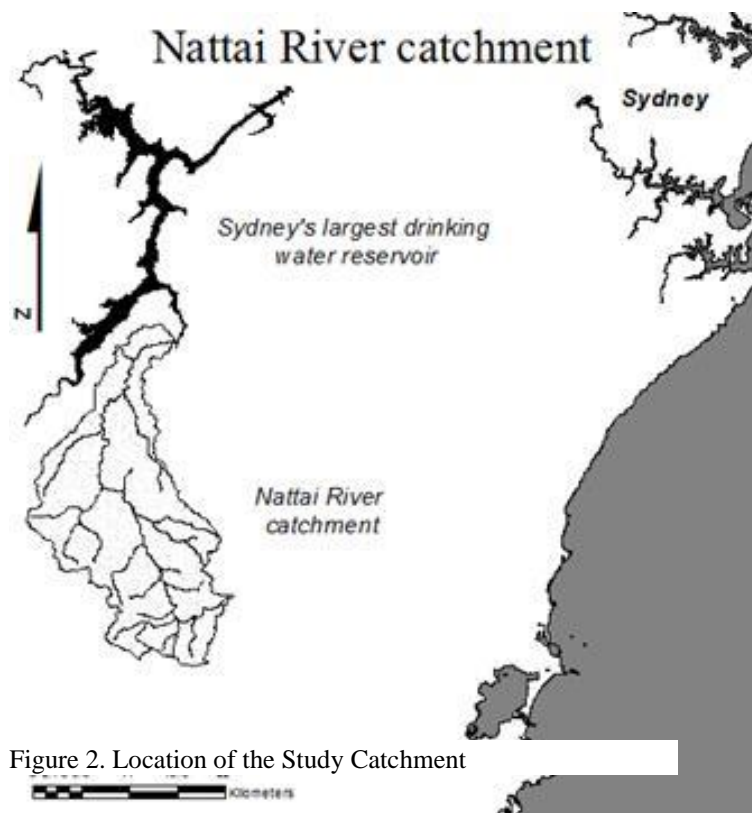 Nattai River catchment
Sydney
Sydney's largest drinking
water reservoir
N
Nattai River
catchment
Figure 2. Location of the Study Catchment
Kilometers